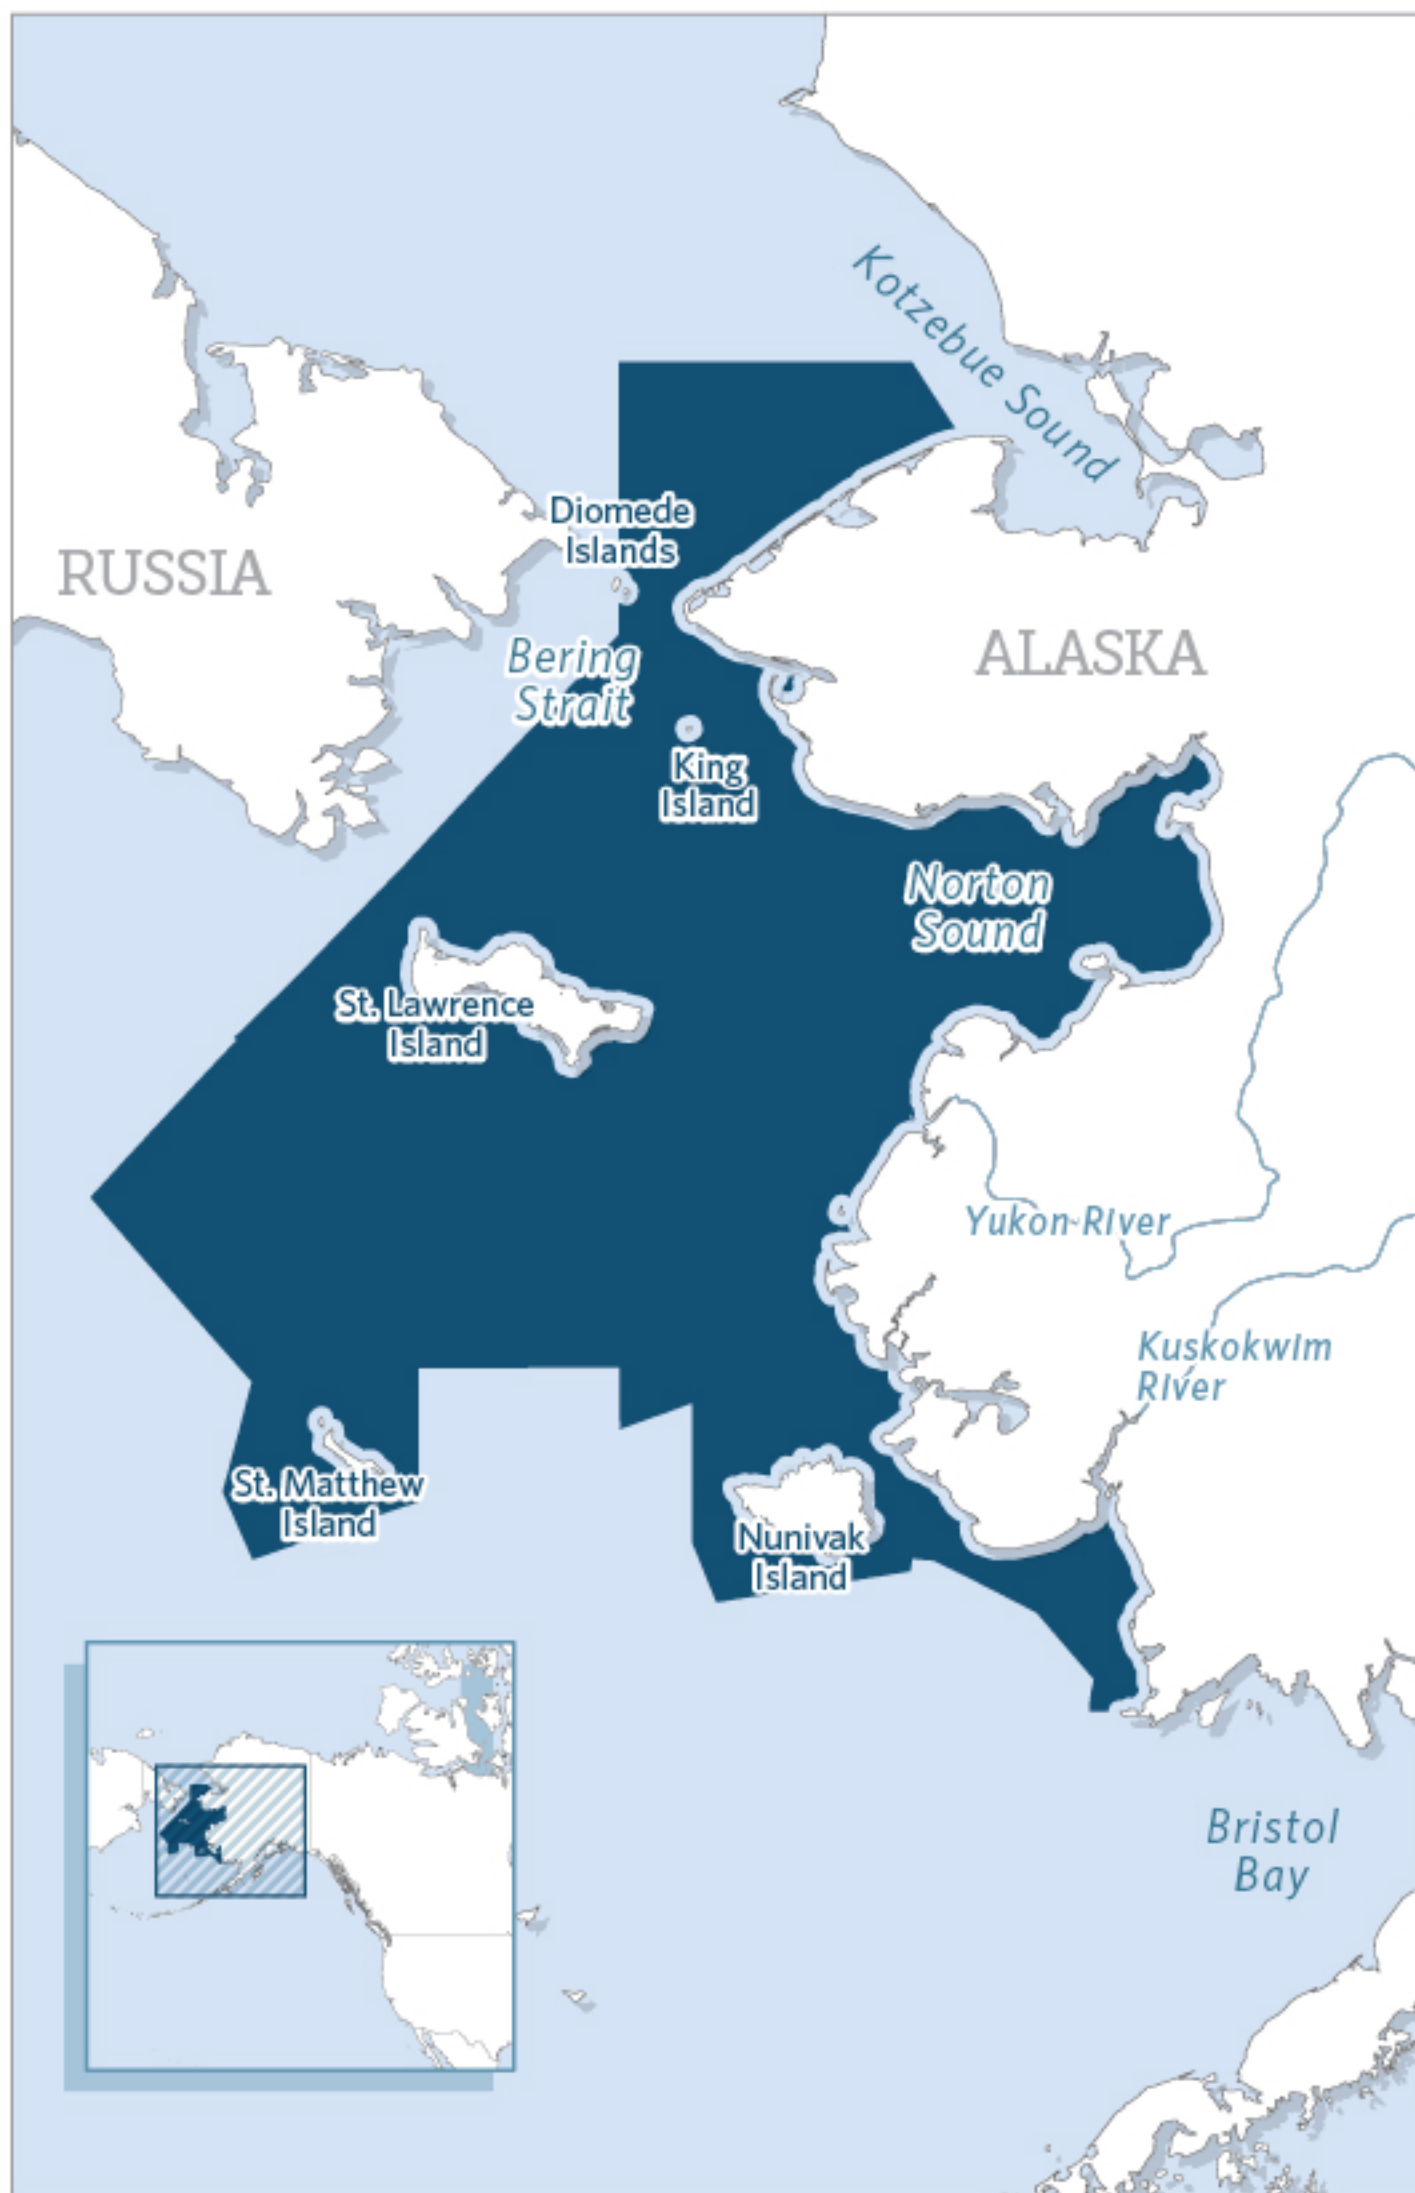 Kotzebue Sound
Diomede
Islands
RUSSIA
ALASKA
Bering
Strait
King
Island
Norton
Sound
St. Lawrence
Island
Yukon River
Kuskokwim
River
St. Matthew
Island
Nunivak
Island
Bristol
Bay